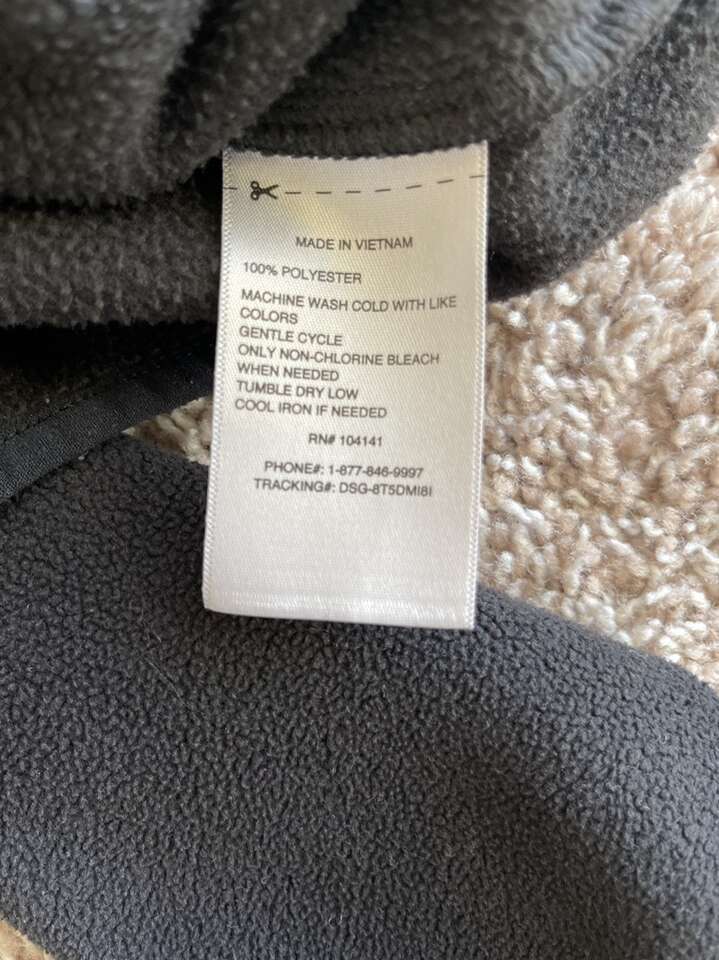 MADE IN VIETNAM
100% POLYESTER
MACHINE WASH COLD WITH LIKE
COLORS
GENTLE CYCLE
ONLY NON-CHLORINE BLEACH
WHEN NEEDED
TUMBLE DRY LOW
COOL IRON IF NEEDED
RN# 104141
PHONE#: 1-877-846-9997
TRACKING#: DSG-8T5DMI8I